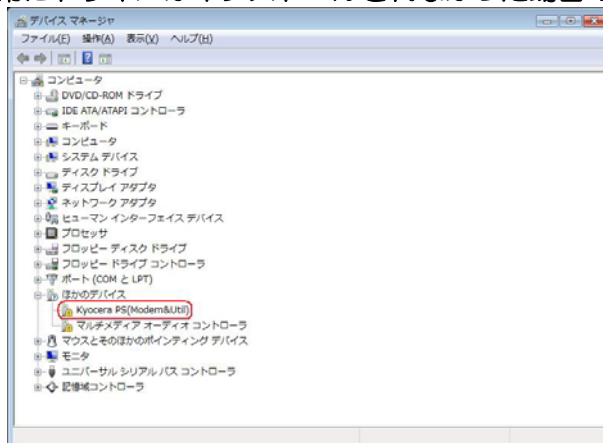 デバイス マネージャ
ファイル(F) 操作(A) 表示(V) ヘルプ(H)
コンピュータ
DVD/CD-ROM ドライブ
IDE ATA/ATAPI コントローラ
キーボード
コンピュータ
システム デバイス
ディスク ドライブ
ディスプレイ アダプタ
ネットワーク アダプタ
ヒューマン インターフェイス デバイス
プロセッサ
フロッピー ディスク ドライブ
フロッピー ドライブ コントローラ
ポート (COM と LPT)
ほかのデバイス
Kyocera PS(Modem&Util)
マルチメディア オーディオ コントローラ
マウスとそのほかのポインティング デバイス
モニタ
ユニバーサル シリアル バス コントローラ
記憶域コントローラ